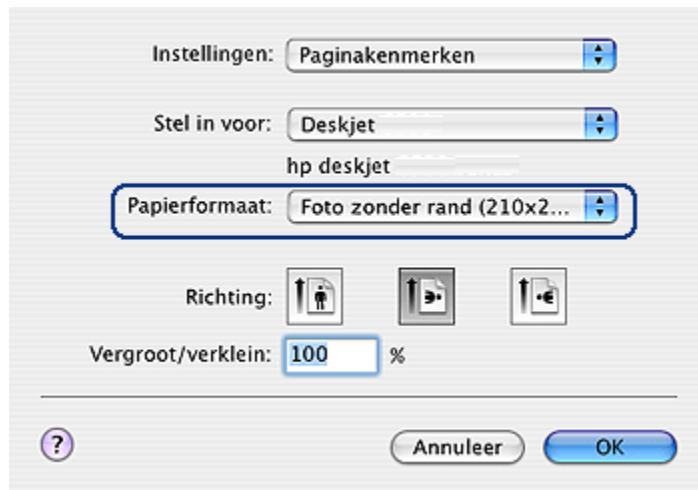 Instellingen: Paginakenmerken
Stel in voor: Deskjet
hp deskjet
Papierformaat: Foto zonder rand (210x2...
Richting:
Vergroot/verklein: 100 %
? Annuleer OK